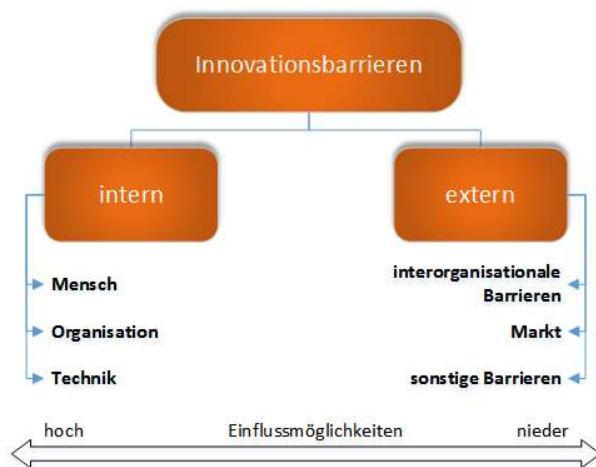 Innovationsbarrieren
intern
extern
Mensch
Organisation
Technik
interorganisationale
Barrieren
Markt
sonstige Barrieren
hoch Einflussmöglichkeiten nieder